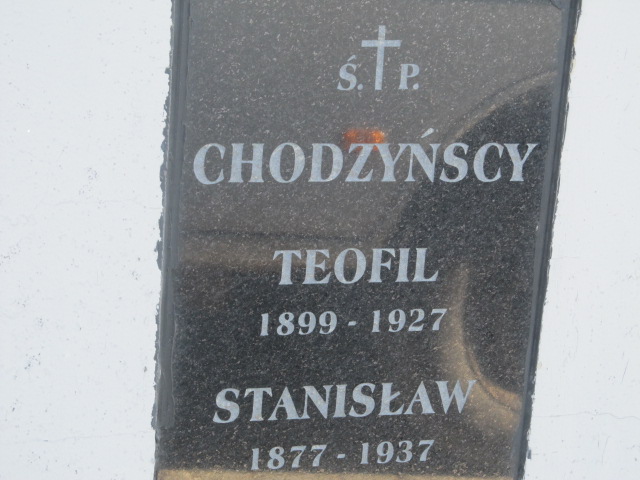 Ś. P.
CHODZYŃSCY
TEOFIL
1899 - 1927
STANISŁAW
1877 - 1937